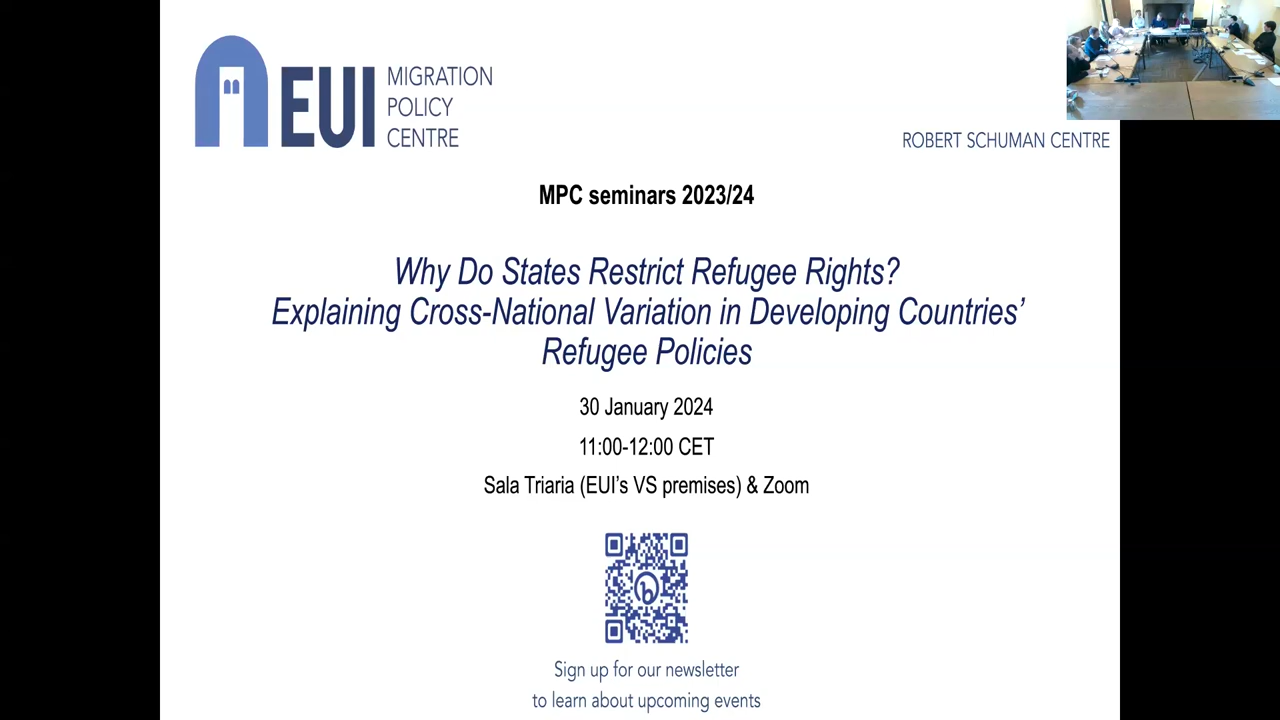 EUI
MIGRATION
POLICY
CENTRE
ROBERT SCHUMAN CENTRE
MPC seminars 2023/24
Why Do States Restrict Refugee Rights?
Explaining Cross-National Variation in Developing Countries’
Refugee Policies
30 January 2024
11:00-12:00 CET
Sala Triaria (EUI’s VS premises) & Zoom
b
Sign up for our newsletter
to learn about upcoming events